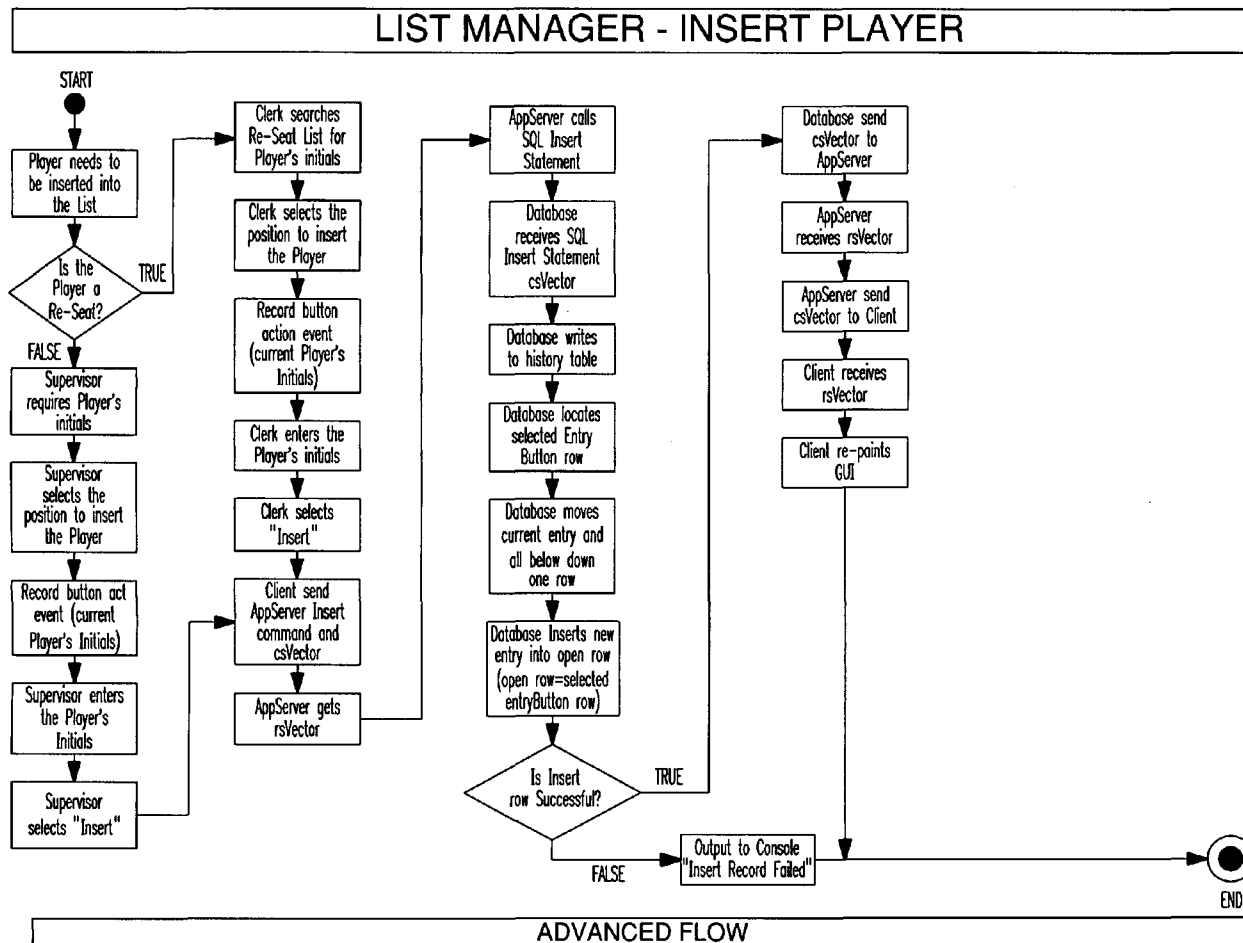 LIST MANAGER - INSERT PLAYER
START
Player needs to
be inserted into
the List
Is the
Player a
Re-Seat?
TRUE
FALSE
Supervisor
requires Player's
initials
Supervisor
selects the
position to insert
the Player
Record button act
event (current
Player's Initials)
Supervisor enters
the Player's
Initials
Supervisor
selects "Insert"
Clerk searches
Re-Seat List for
Player's initials
Clerk selects the
position to insert
the Player
Record button
action event
(current Player's
Initials)
Clerk enters the
Player's initials
Clerk selects
"Insert"
Client send
AppServer Insert
command and
csVector
AppServer gets
rsVector
AppServer calls
SQL Insert
Statement
Database
receives SQL
Insert Statement
csVector
Database writes
to history table
Database locates
selected Entry
Button row
Database moves
current entry and
all below down
one row
Database Inserts new
entry into open row
(open row=selected
entryButton row)
Is Insert
row Successful?
TRUE
FALSE
Output to Console
"Insert Record Failed"
Database send
csVector to
AppServer
AppServer
receives rsVector
AppServer send
csVector to Client
Client receives
rsVector
Client re-paints
GUI
END
ADVANCED FLOW